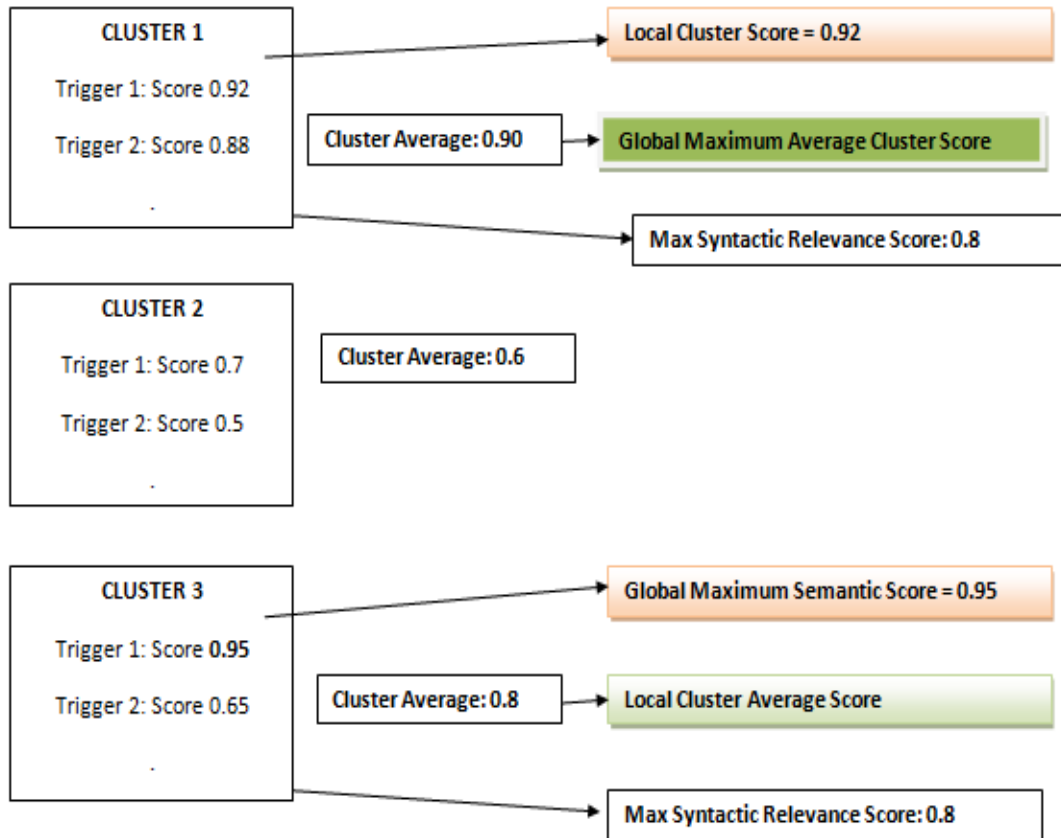 CLUSTER 1
Trigger 1: Score 0.92
Trigger 2: Score 0.88
.
Local Cluster Score = 0.92
Cluster Average: 0.90
Global Maximum Average Cluster Score
Max Syntactic Relevance Score: 0.8
CLUSTER 2
Trigger 1: Score 0.7
Trigger 2: Score 0.5
.
Cluster Average: 0.6
CLUSTER 3
Trigger 1: Score 0.95
Trigger 2: Score 0.65
.
Global Maximum Semantic Score = 0.95
Cluster Average: 0.8
Local Cluster Average Score
Max Syntactic Relevance Score: 0.8